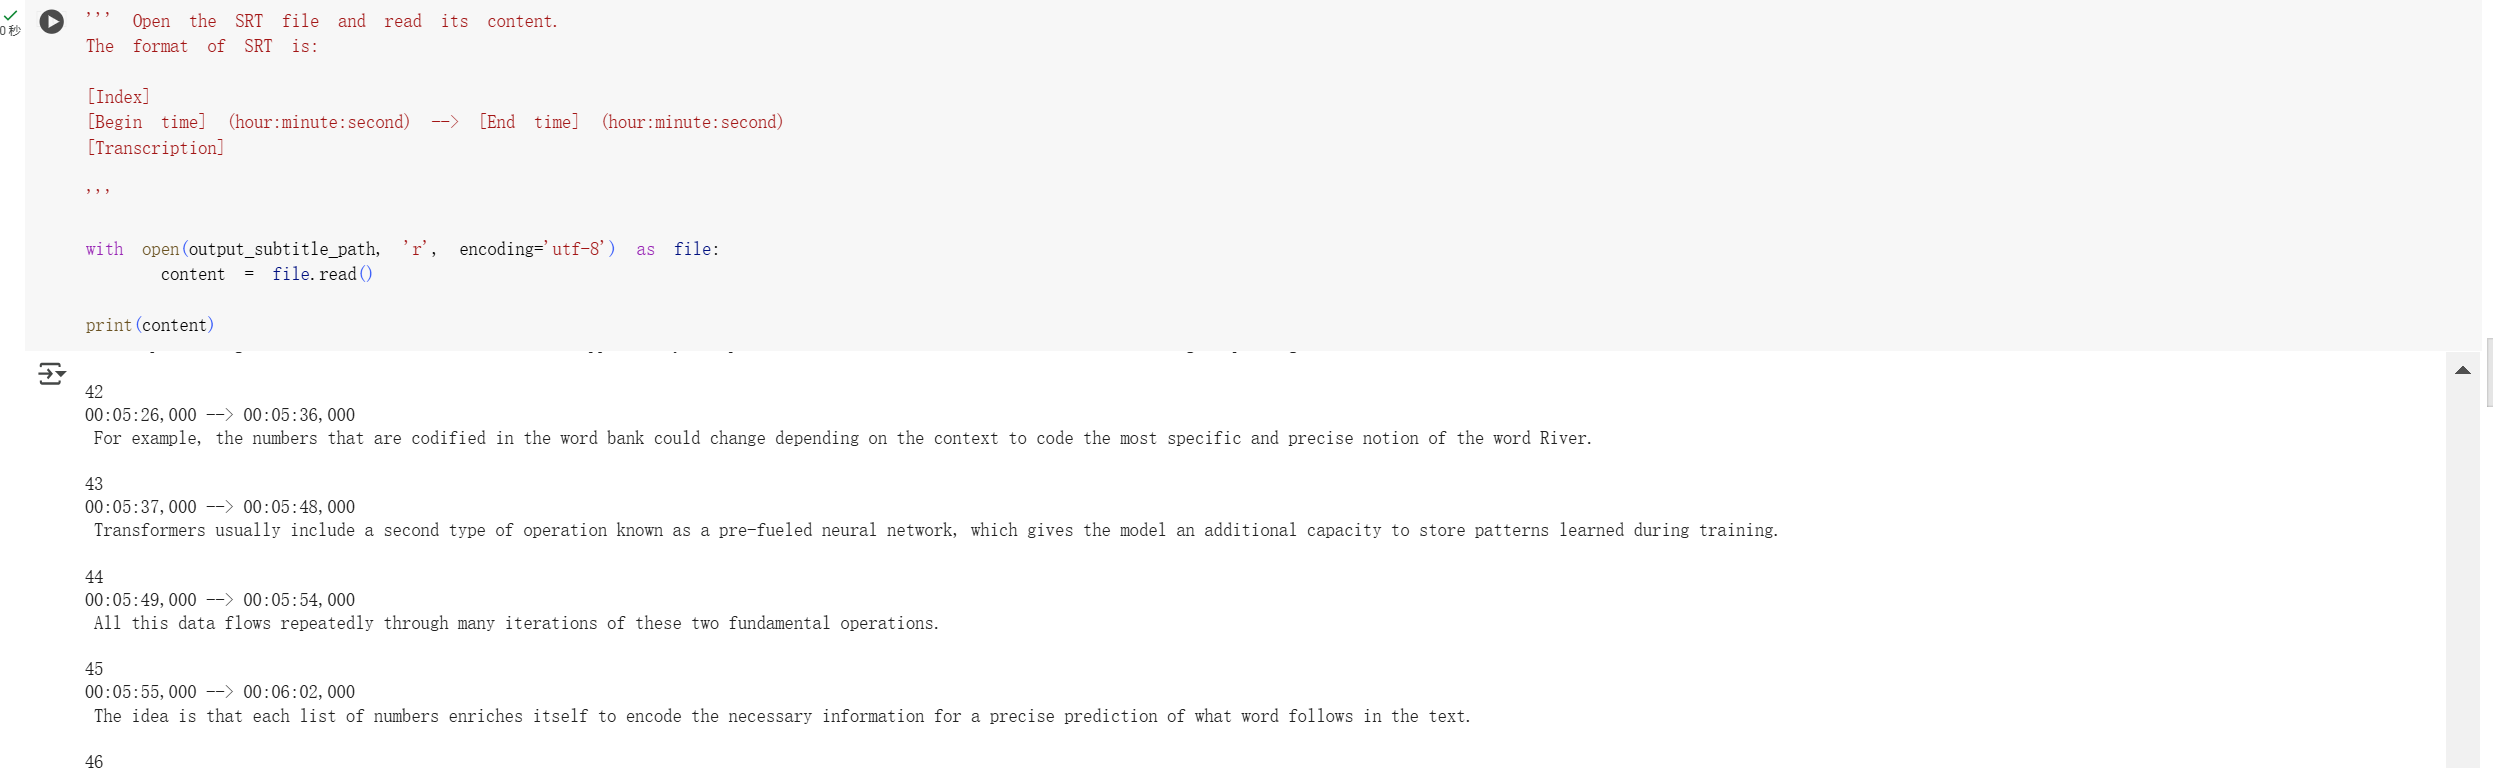 0 秒
''' Open the SRT file and read its content.
The format of SRT is:
[Index]
[Begin time] (hour:minute:second) --> [End time] (hour:minute:second)
[Transcription]
'''
with open(output_subtitle_path, 'r', encoding='utf-8') as file:
content = file.read()
print(content)
42
00:05:26,000 --> 00:05:36,000
For example, the numbers that are codified in the word bank could change depending on the context to code the most specific and precise notion of the word River.
43
00:05:37,000 --> 00:05:48,000
Transformers usually include a second type of operation known as a pre-fueled neural network, which gives the model an additional capacity to store patterns learned during training.
44
00:05:49,000 --> 00:05:54,000
All this data flows repeatedly through many iterations of these two fundamental operations.
45
00:05:55,000 --> 00:06:02,000
The idea is that each list of numbers enriches itself to encode the necessary information for a precise prediction of what word follows in the text.
46